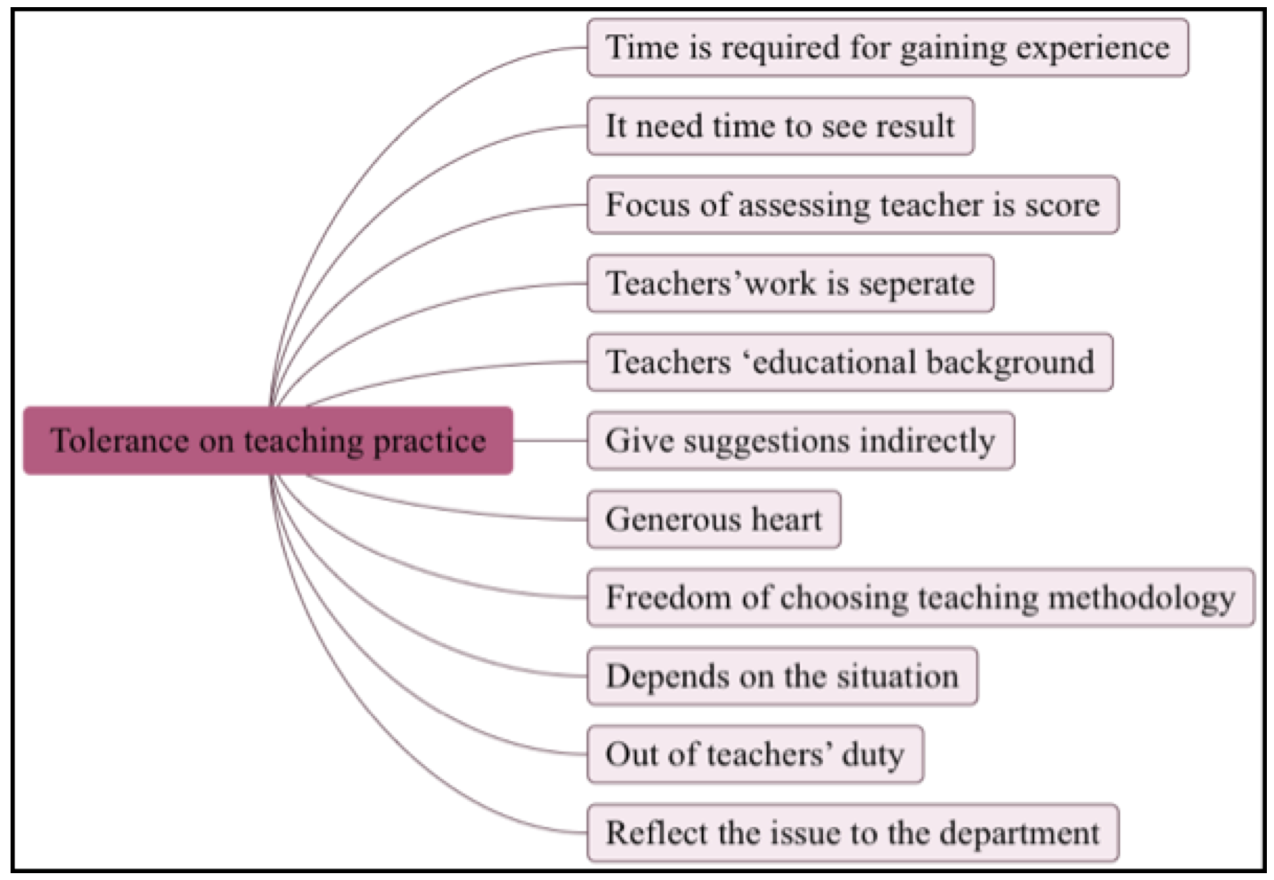 Time is required for gaining experience
It need time to see result
Focus of assessing teacher is score
Teachers’work is seperate
Teachers ‘educational background
Tolerance on teaching practice
Give suggestions indirectly
Generous heart
Freedom of choosing teaching methodology
Depends on the situation
Out of teachers’ duty
Reflect the issue to the department